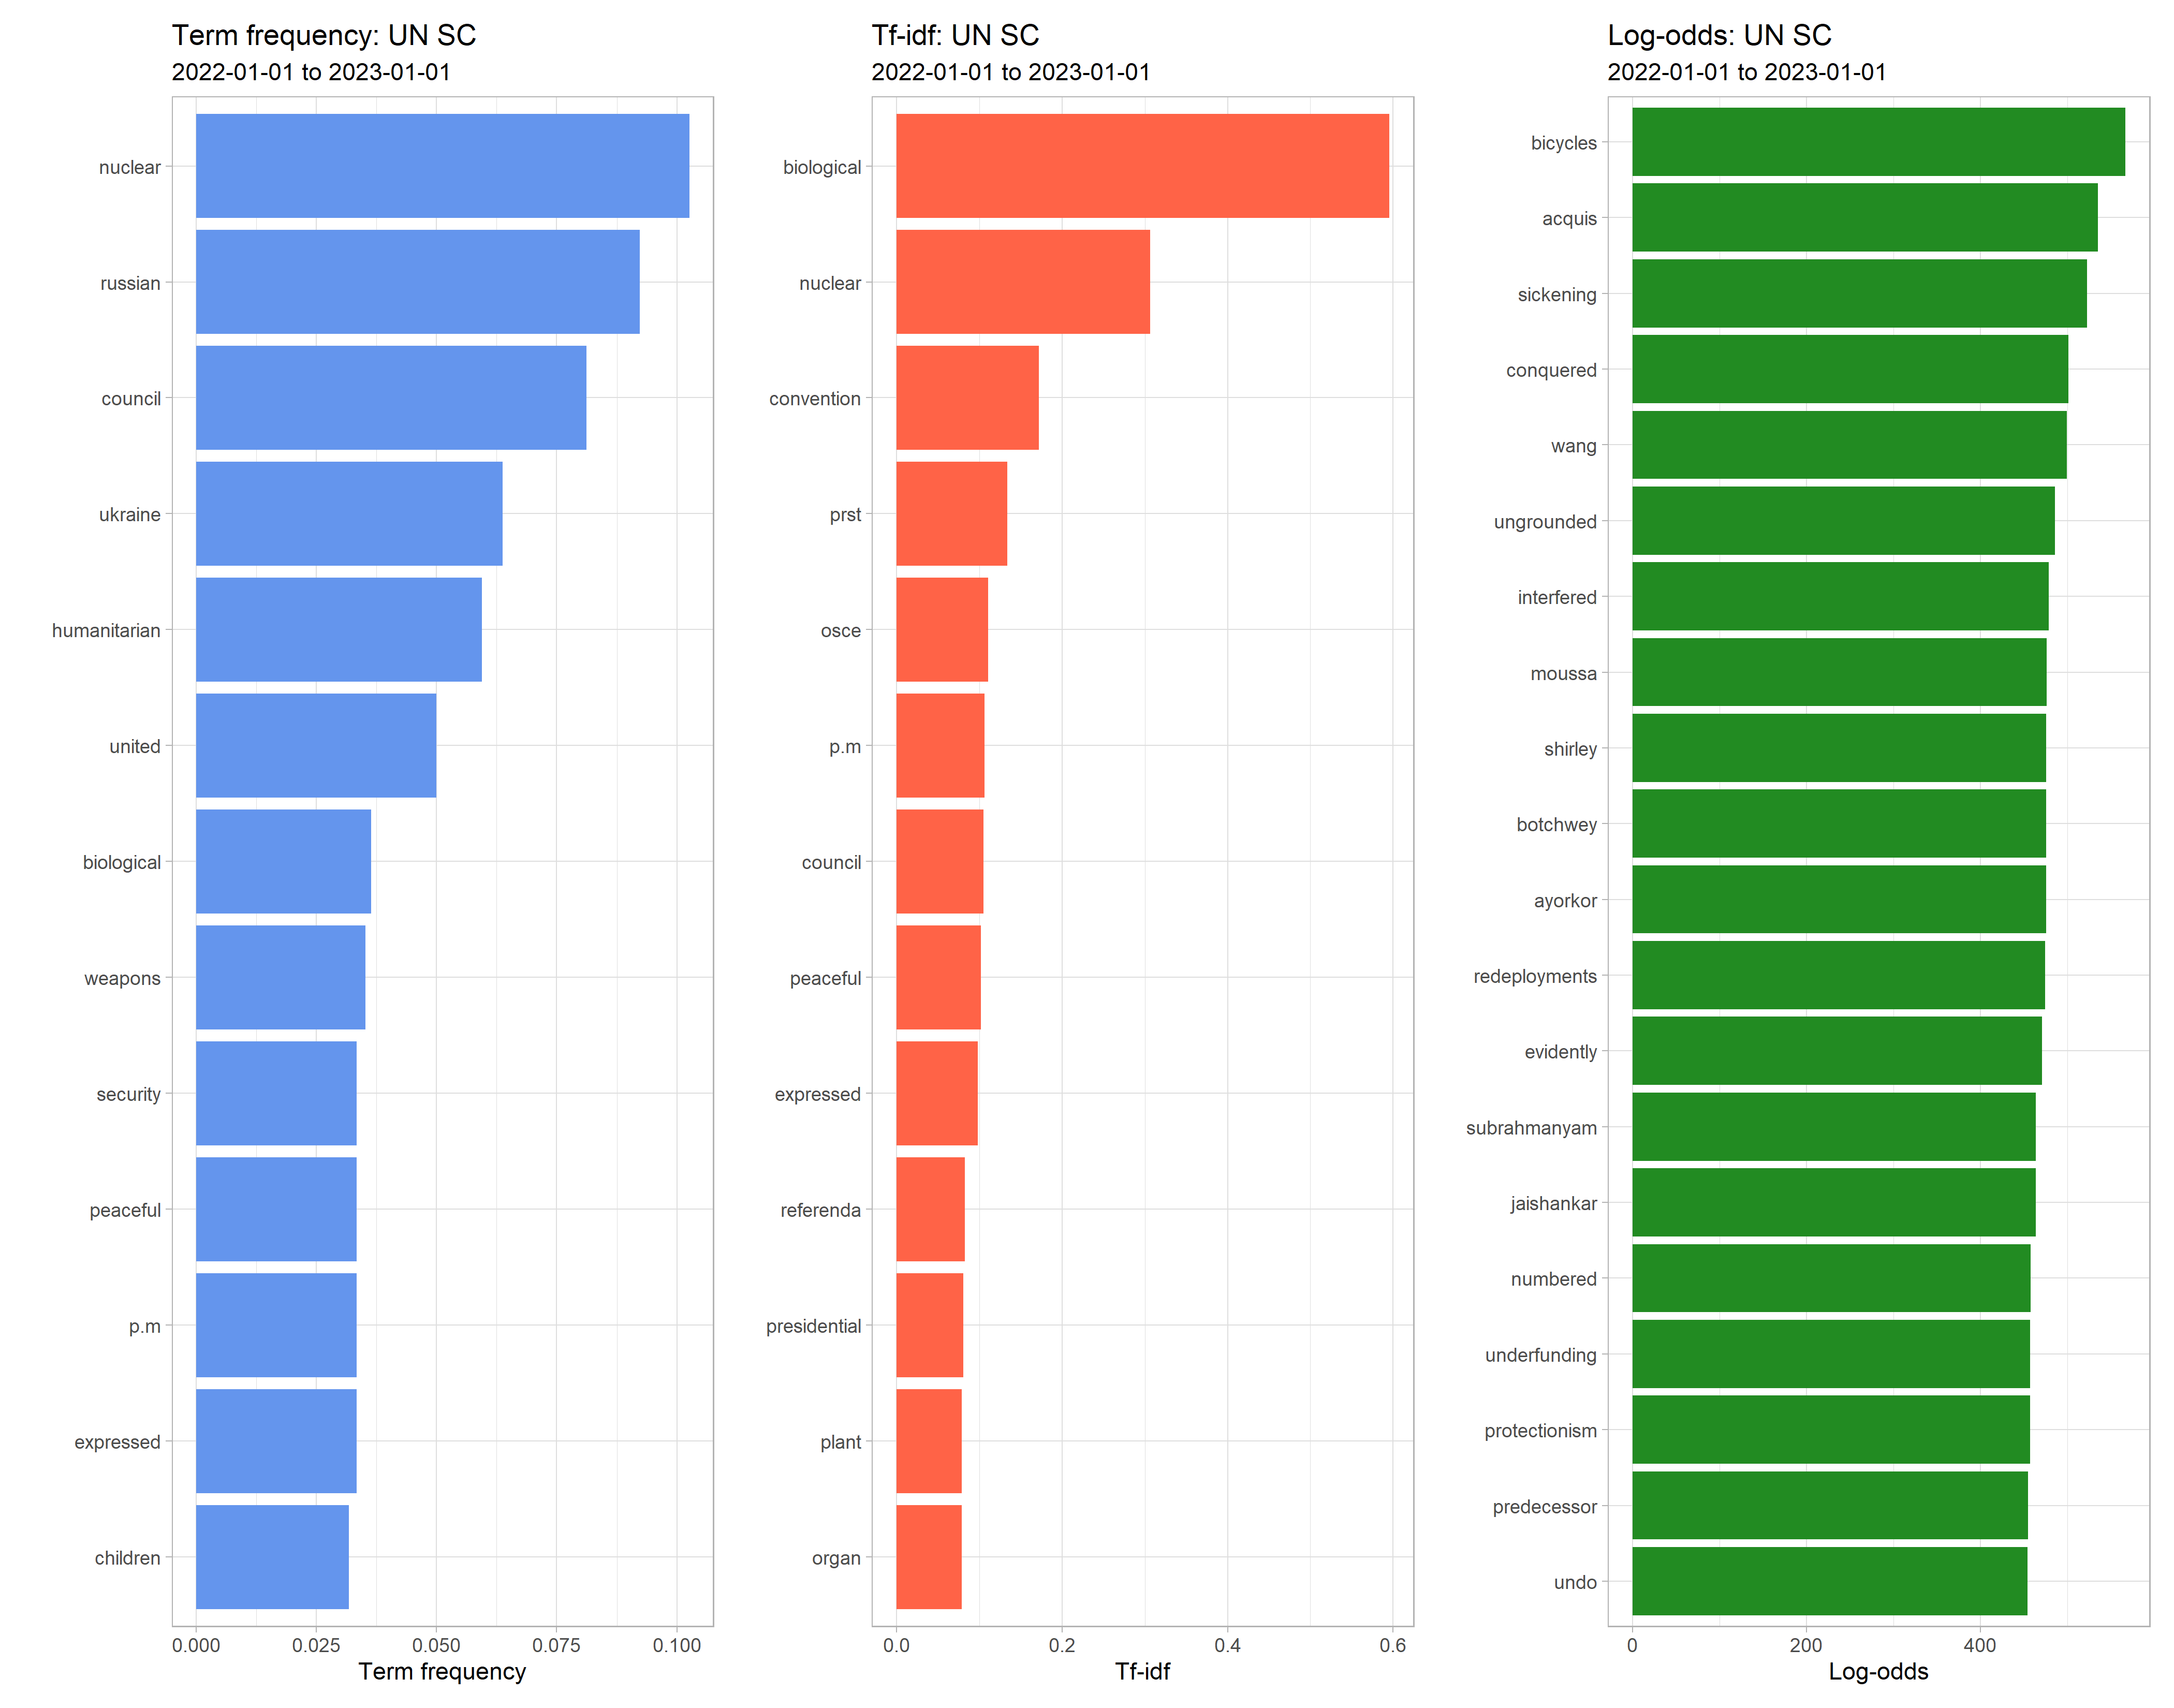 Term frequency: UN SC
2022-01-01 to 2023-01-01
nuclear
russian
council
ukraine
humanitarian
united
biological
weapons
security
peaceful
p.m
expressed
children
0.000 0.025 0.050 0.075 0.100
Term frequency
Tf-idf: UN SC
2022-01-01 to 2023-01-01
biological
nuclear
convention
prst
osce
p.m
council
peaceful
expressed
referenda
presidential
plant
organ
0.0 0.2 0.4 0.6
Tf-idf
Log-odds: UN SC
2022-01-01 to 2023-01-01
bicycles
acquis
sickening
conquered
wang
ungrounded
interfered
moussa
shirley
botchwey
ayorkor
redeployments
evidently
subrahmanyam
jaishankar
numbered
underfunding
protectionism
predecessor
undo
0 200 400
Log-odds